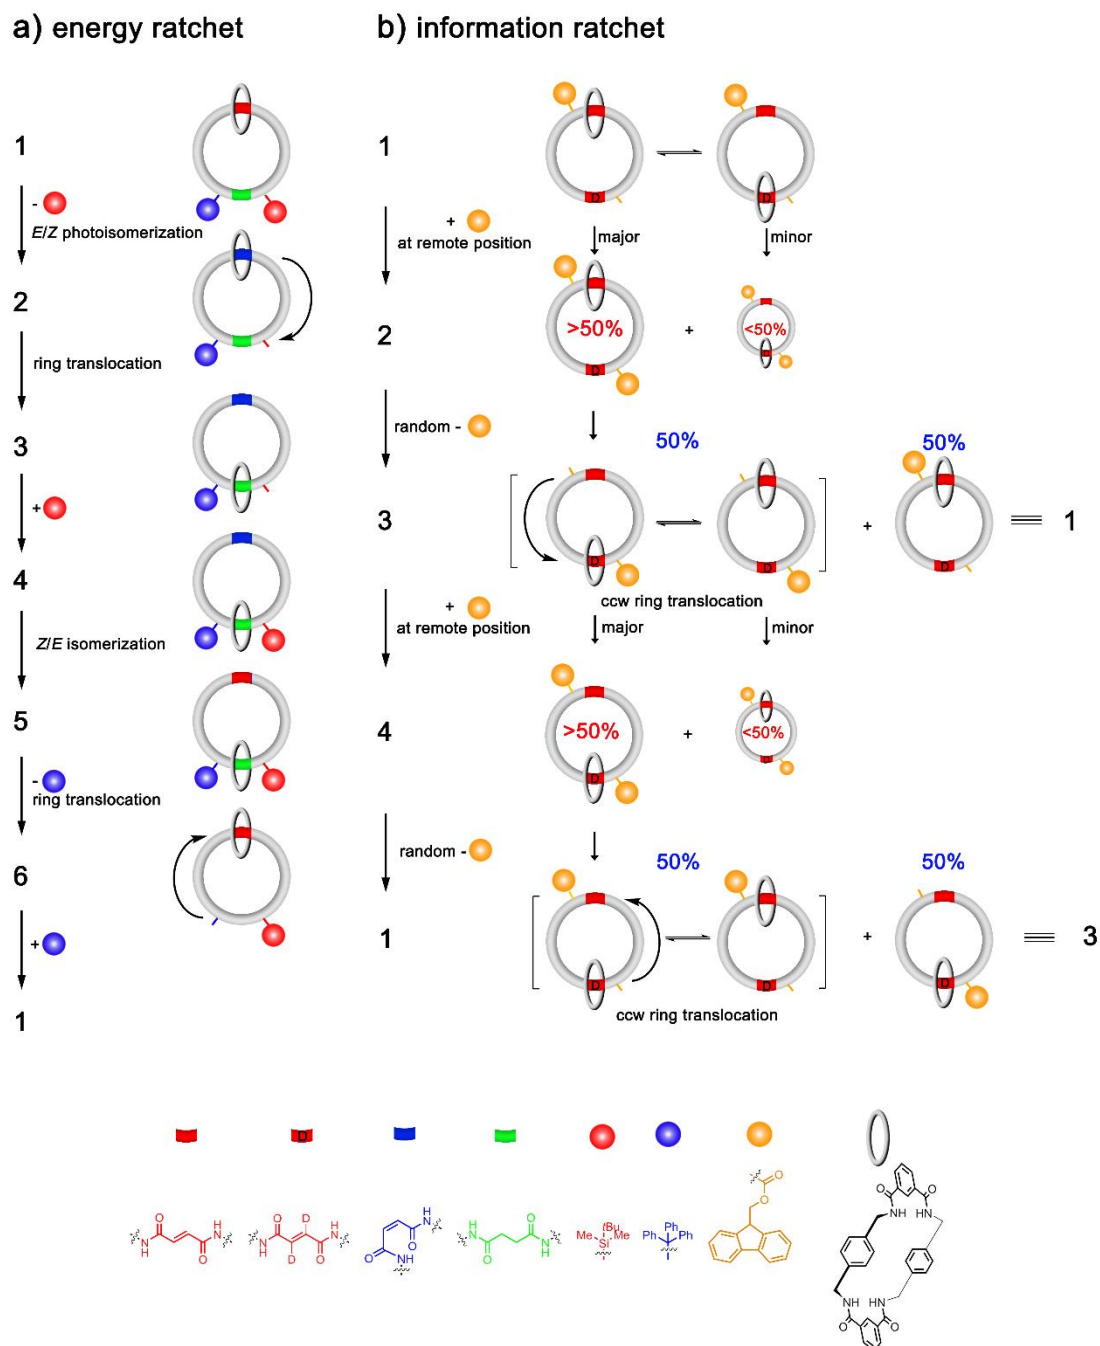 a) energy ratchet
1
-
E/Z photoisomerization
2
ring translocation
3
+
4
Z/E isomerization
5
-
ring translocation
6
+
1
b) information ratchet
1
D
D
+
at remote position
major
minor
2
>50%
D
+
<50%
D
random -
50%
50%
3
D
D
+
D
1
ccw ring translocation
+
at remote position
major
minor
4
>50%
D
+
<50%
D
random -
50%
50%
1
D
D
+
D
3
ccw ring translocation
D
O
H
N
N
H
O
O
D
H
N
N
H
D
O
H
N
O
O
NH
H
N
O
O
N
H
tBu
Me
Si
Me
Ph
Ph
Ph
O
O
O
O
NH
HN
NH
HN
O
O